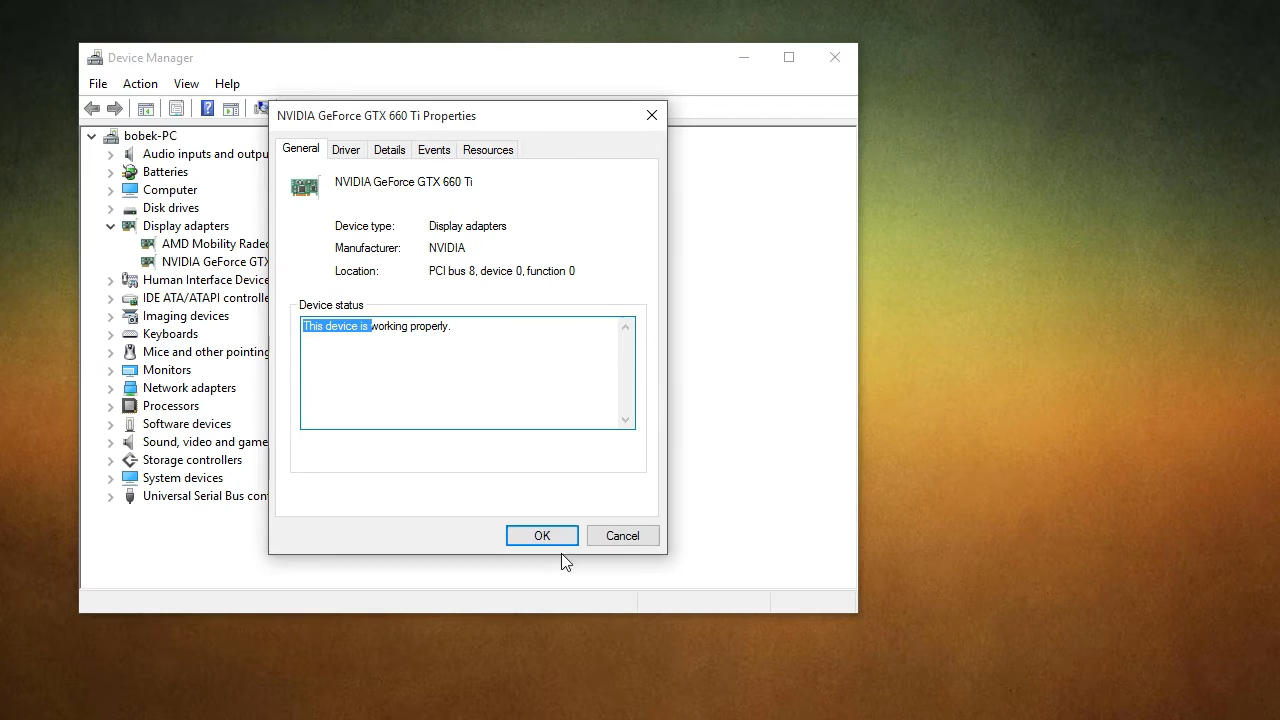 Device Manager
File Action View Help
NVIDIA GeForce GTX 660 Ti Properties
General Driver Details Events Resources
NVIDIA GeForce GTX 660 Ti
Device type: Display adapters
Manufacturer: NVIDIA
Location: PCI bus 8, device 0, function 0
Device status
This device is working properly.
OK Cancel
bobek-PC
Audio inputs and outpu
Batteries
Computer
Disk drives
Display adapters
AMD Mobility Radeo
NVIDIA GeForce GTX
Human Interface Device
IDE ATA/ATAPI controlle
Imaging devices
Keyboards
Mice and other pointing
Monitors
Network adapters
Processors
Software devices
Sound, video and game
Storage controllers
System devices
Universal Serial Bus con